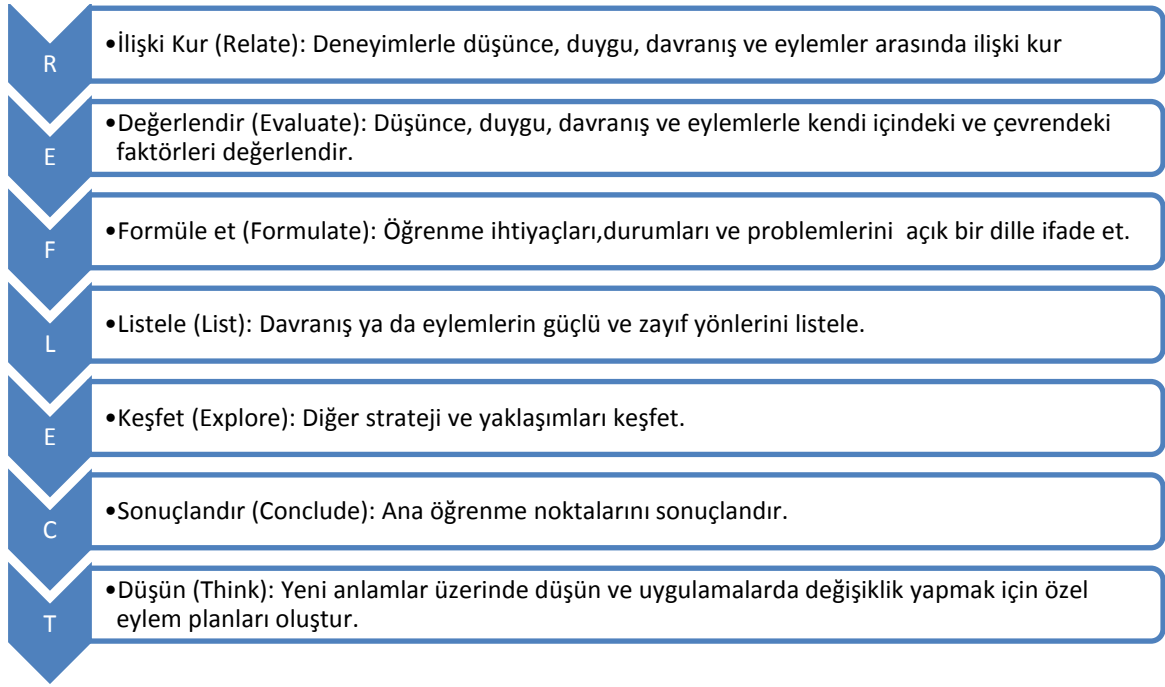 R
•İlişki Kur (Relate): Deneyimlerle düşünce, duygu, davranış ve eylemler arasında ilişki kur
E
•Değerlendir (Evaluate): Düşünce, duygu, davranış ve eylemlerle kendi içindeki ve çevrendeki
faktörleri değerlendir.
F
•Formüle et (Formulate): Öğrenme ihtiyaçları,durumları ve problemlerini  açık bir dille ifade et.
L
•Listele (List): Davranış ya da eylemlerin güçlü ve zayıf yönlerini listele.
E
•Keşfet (Explore): Diğer strateji ve yaklaşımları keşfet.
C
•Sonuçlandır (Conclude): Ana öğrenme noktalarını sonuçlandır.
T
•Düşün (Think): Yeni anlamlar üzerinde düşün ve uygulamalarda değişiklik yapmak için özel
eylem planları oluştur.